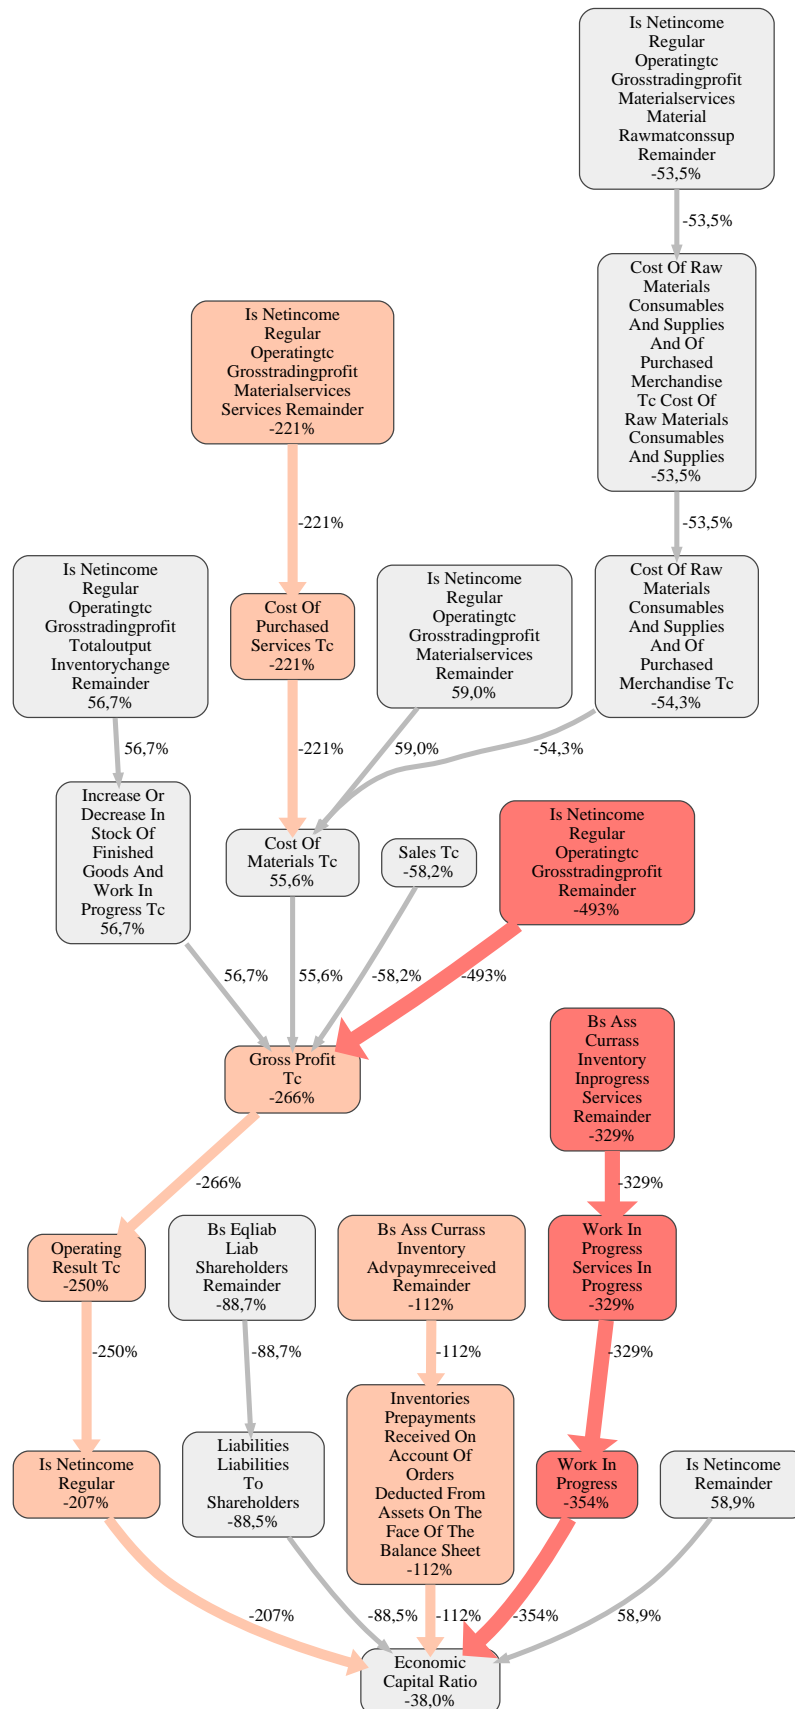 Is Netincome
Regular
Operatingtc
Grosstradingprofit
Materialservices
Material
Rawmatconssup
Remainder
-53,5%
-53,5%
Cost Of Raw
Materials
Consumables
And Supplies
And Of
Purchased
Merchandise
Tc Cost Of
Raw Materials
Consumables
And Supplies
-53,5%
Is Netincome
Regular
Operatingtc
Grosstradingprofit
Materialservices
Services Remainder
-221%
-221%
-53,5%
Is Netincome
Regular
Operatingtc
Grosstradingprofit
Totaloutput
Inventorychange
Remainder
56,7%
Cost Of
Purchased
Services Tc
-221%
Is Netincome
Regular
Operatingtc
Grosstradingprofit
Materialservices
Remainder
59,0%
Cost Of Raw
Materials
Consumables
And Supplies
And Of
Purchased
Merchandise Tc
-54,3%
56,7%
-221%
59,0%
-54,3%
Increase Or
Decrease In
Stock Of
Finished
Goods And
Work In
Progress Tc
56,7%
Cost Of
Materials Tc
55,6%
Sales Tc
-58,2%
Is Netincome
Regular
Operatingtc
Grosstradingprofit
Remainder
-493%
56,7%
55,6%
-58,2%
-493%
Gross Profit
Tc
-266%
Bs Ass
Currass
Inventory
Inprogress
Services
Remainder
-329%
-266%
-329%
Operating
Result Tc
-250%
Bs Eqliab
Liab
Shareholders
Remainder
-88,7%
Bs Ass Currass
Inventory
Advpaymreceived
Remainder
-112%
Work In
Progress
Services In
Progress
-329%
-250%
-88,7%
-112%
-329%
Is Netincome
Regular
-207%
Liabilities
Liabilities
To
Shareholders
-88,5%
Inventories
Prepayments
Received On
Account Of
Orders
Deducted From
Assets On The
Face Of The
Balance Sheet
-112%
Work In
Progress
-354%
Is Netincome
Remainder
58,9%
-207%
-88,5%
-112%
-354%
58,9%
Economic
Capital Ratio
-38,0%